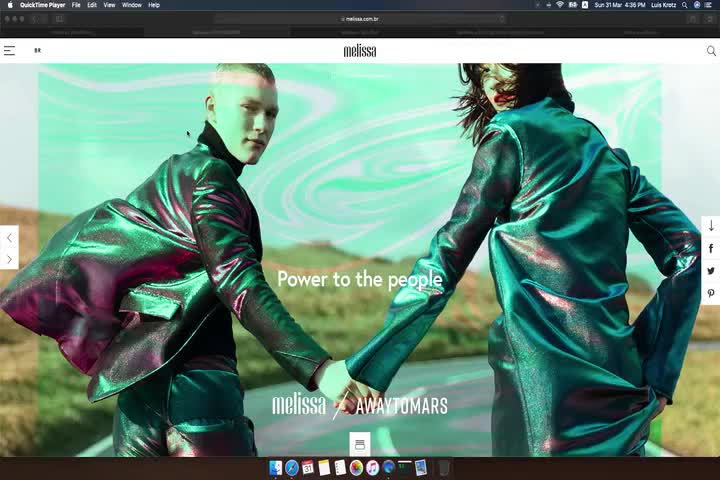 QuickTime Player File Edit View Window Help
Sun 31 Mar 4:36 PM Luis Krotz
melissa.com.br
BR
melissa
Power to the people
melissa / AWAYTOMARS